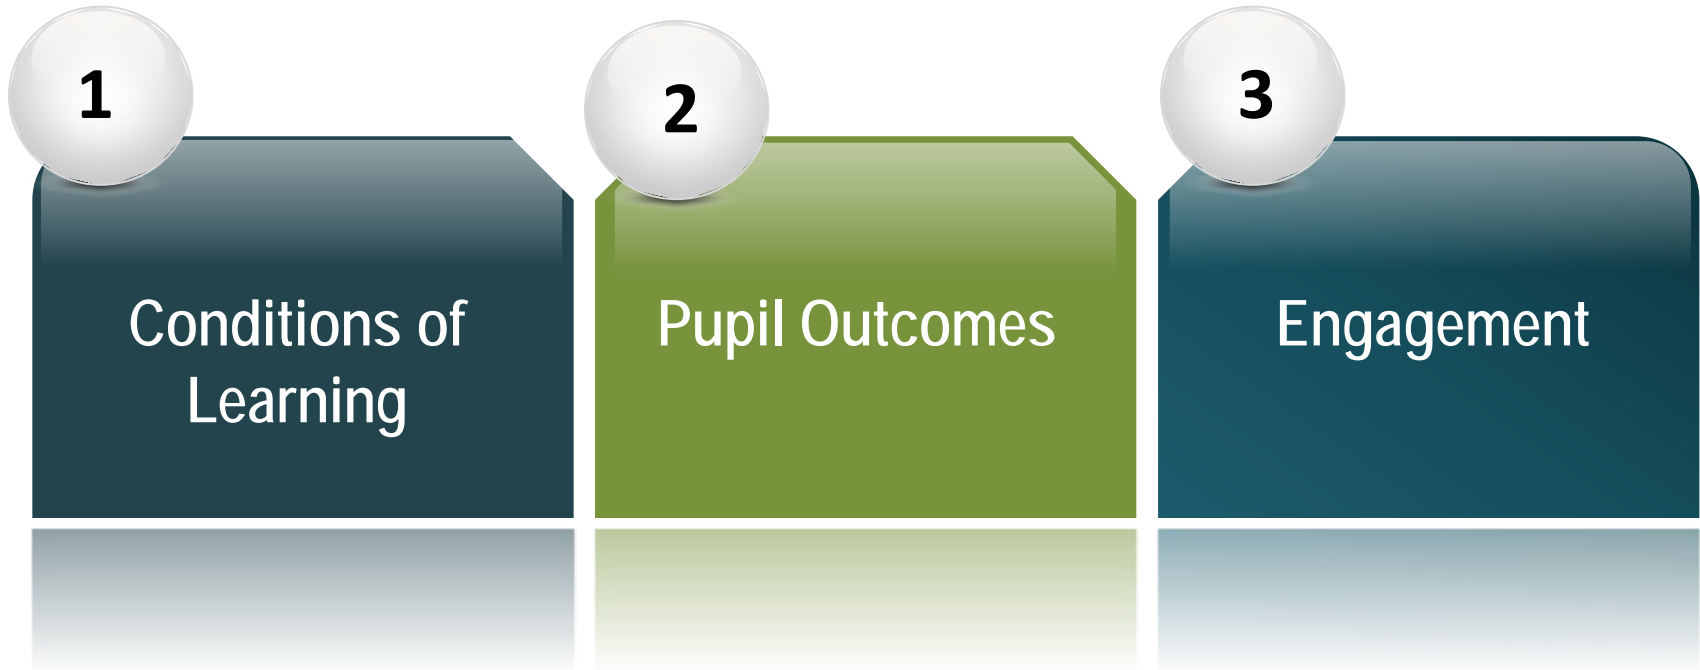 1
Conditions of
Learning
2
Pupil Outcomes
3
Engagement